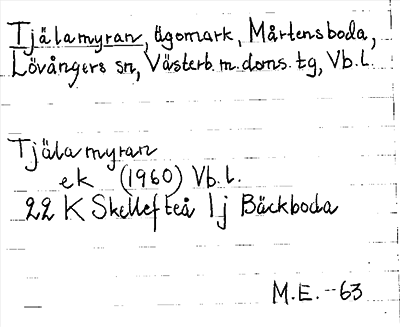 Tjälamyran, ägomark, Mårtensboda,
Lövångers sn, Västerb. m. doms. tg, Vb. l.
Tjälamyran
ek (1960) Vb. l.
22 K Skellefteå 1j Bäckboda
M.E. -63